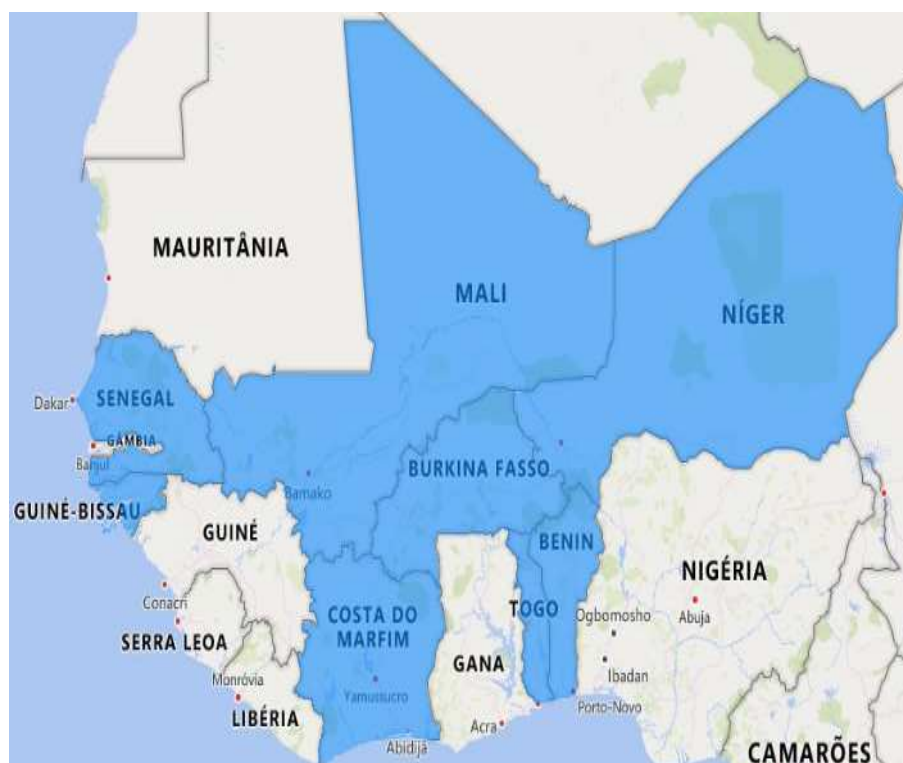 MAURITÂNIA
MALI
NÍGER
SENEGAL
Dakar
GÂMBIA
Banjul
BURKINA FASSO
Bamako
GUINÉ-BISSAU
GUINÉ
BENIN
NIGÉRIA
Conacri
COSTA DO
MARFIM
TOGO
Ogbomosho
Abuja
SERRA LEOA
GANA
Monróvia
Yamussucro
Ibadan
LIBÉRIA
Porto-Novo
Acra
Abidjã
CAMARÕES